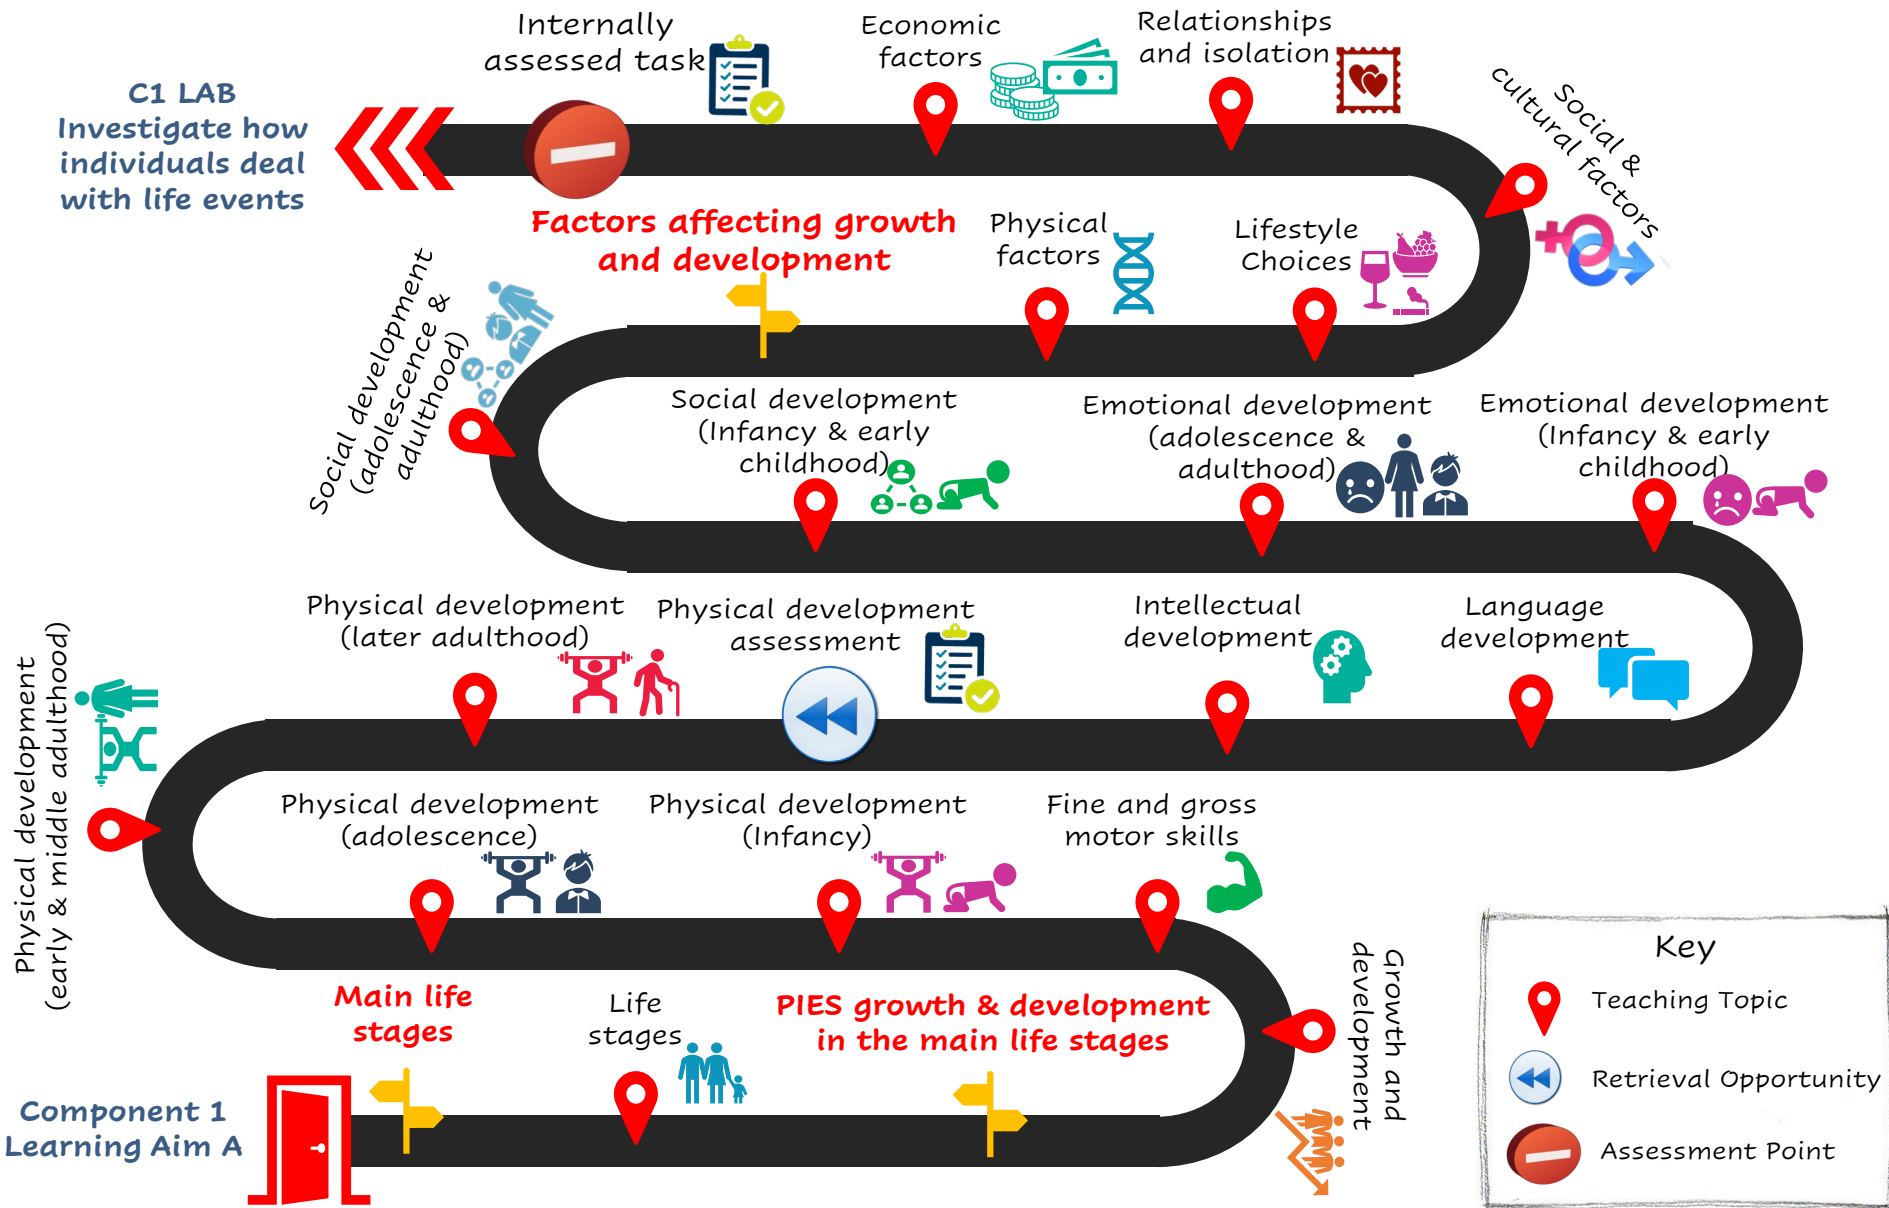 Internally
assessed task
Economic
factors
Relationships
and isolation
Social &
cultural factors
C1 LAB
Investigate how
individuals deal
with life events
Factors affecting growth
and development
Physical
factors
Lifestyle
Choices
Social development
(adolescence &
adulthood)
Social development
(Infancy & early
childhood)
Emotional development
(adolescence &
adulthood)
Emotional development
(Infancy & early
childhood)
Physical development
(later adulthood)
Physical development
assessment
Intellectual
development
Language
development
Physical development
(early & middle adulthood)
Physical development
(adolescence)
Physical development
(Infancy)
Fine and gross
motor skills
Growth and
development
Main life
stages
Life
stages
PIES growth & development
in the main life stages
Component 1
Learning Aim A
Key
Teaching Topic
Retrieval Opportunity
Assessment Point